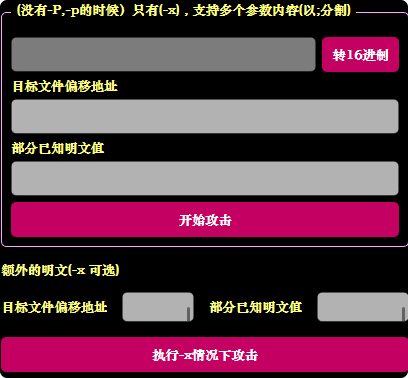 (没有-P,-p的时候) 只有(-x) , 支持多个参数内容(以;分割)
转16进制
目标文件偏移地址
部分已知明文值
开始攻击
额外的明文(-x 可选)
目标文件偏移地址 部分已知明文值
执行-x情况下攻击